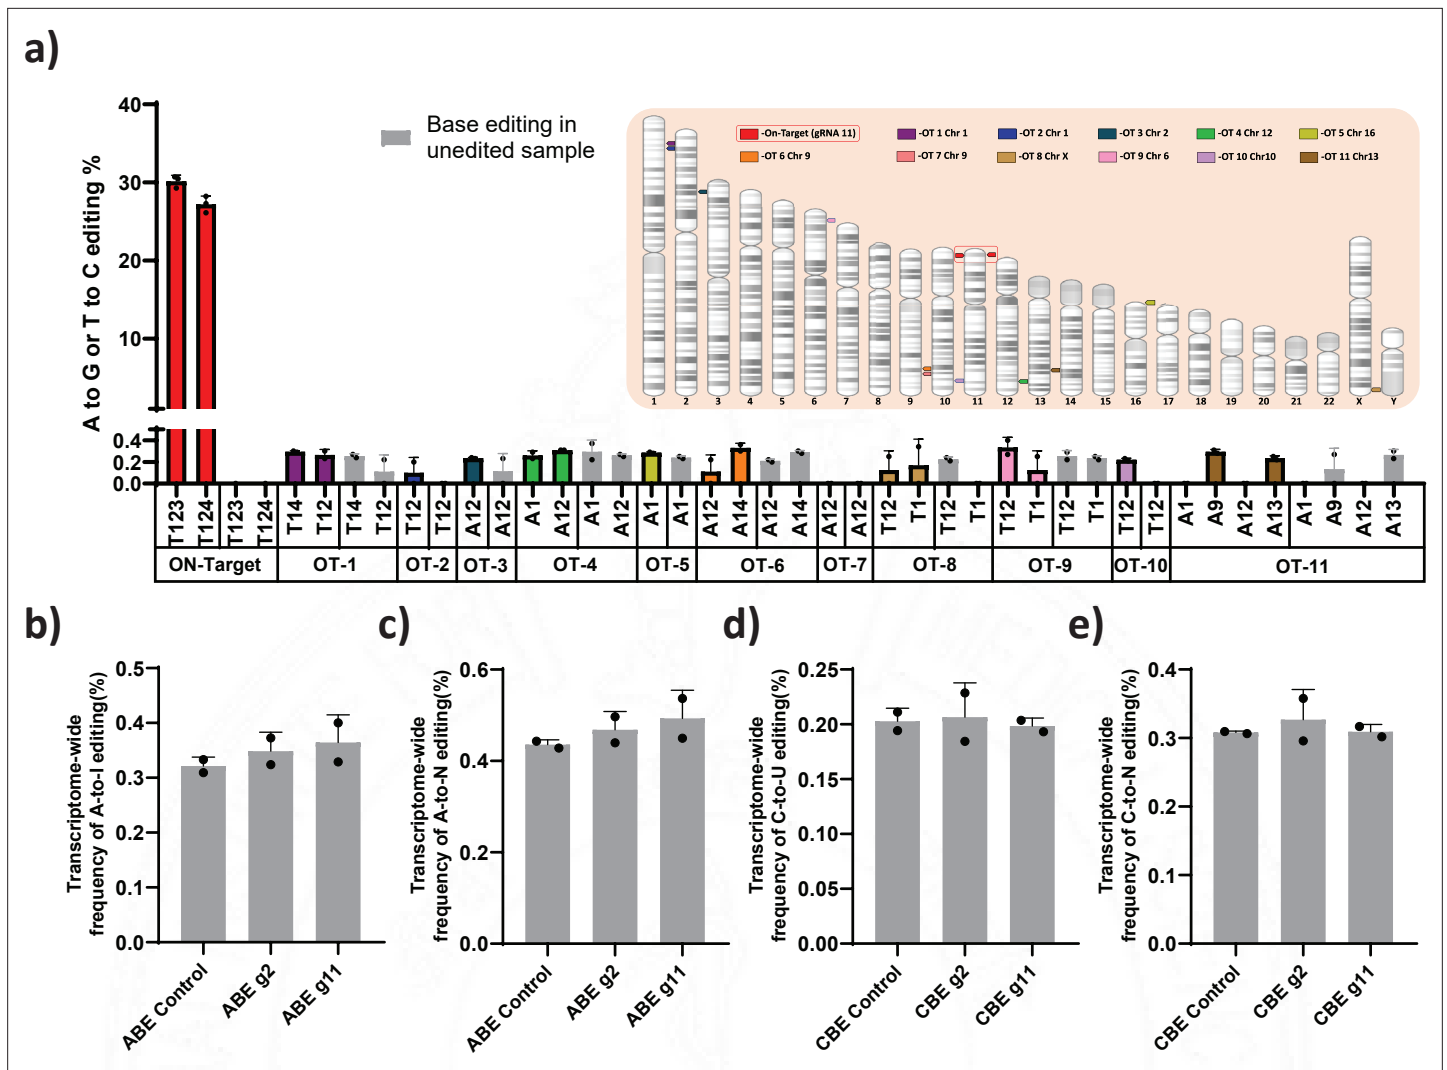 a)
A to G or T to C editing %
40
30
20
10
0.4
0.2
0.0
Base editing in
unedited sample
-On-Target (gRNA 11)
-OT 1 Chr 1
-OT 2 Chr 1
-OT 3 Chr 2
-OT 4 Chr 12
-OT 5 Chr 16
-OT 6 Chr 9
-OT 7 Chr 9
-OT 8 Chr X
-OT 9 Chr 6
-OT 10 Chr10
-OT 11 Chr13
1 2 3 4 5 6 7 8 9 10 11 12 13 14 15 16 17 18 19 20 21 22 X Y
T123 T124 T123 T124 T14 T12 T14 T12 T12 T12 A12 A12 A1 A12 A1 A12 A1 A1 A12 A14 A12 A14 A12 A12 T12 T1 T12 T1 T12 T1 T12 T1 T12 T12 A1 A9 A12 A13 A1 A9 A12 A13
ON-Target OT-1 OT-2 OT-3 OT-4 OT-5 OT-6 OT-7 OT-8 OT-9 OT-10 OT-11
b)
Transcriptome-wide
frequency of A-to-I editing(%)
0.5
0.4
0.3
0.2
0.1
0.0
ABE Control
ABE g2
ABE g11
c)
Transcriptome-wide
frequency of A-to-N editing(%)
0.6
0.4
0.2
0.0
ABE Control
ABE g2
ABE g11
d)
Transcriptome-wide
frequency of C-to-U editing(%)
0.25
0.20
0.15
0.10
0.05
0.00
CBE Control
CBE g2
CBE g11
e)
Transcriptome-wide
frequency of C-to-N editing(%)
0.4
0.3
0.2
0.1
0.0
CBE Control
CBE g2
CBE g11